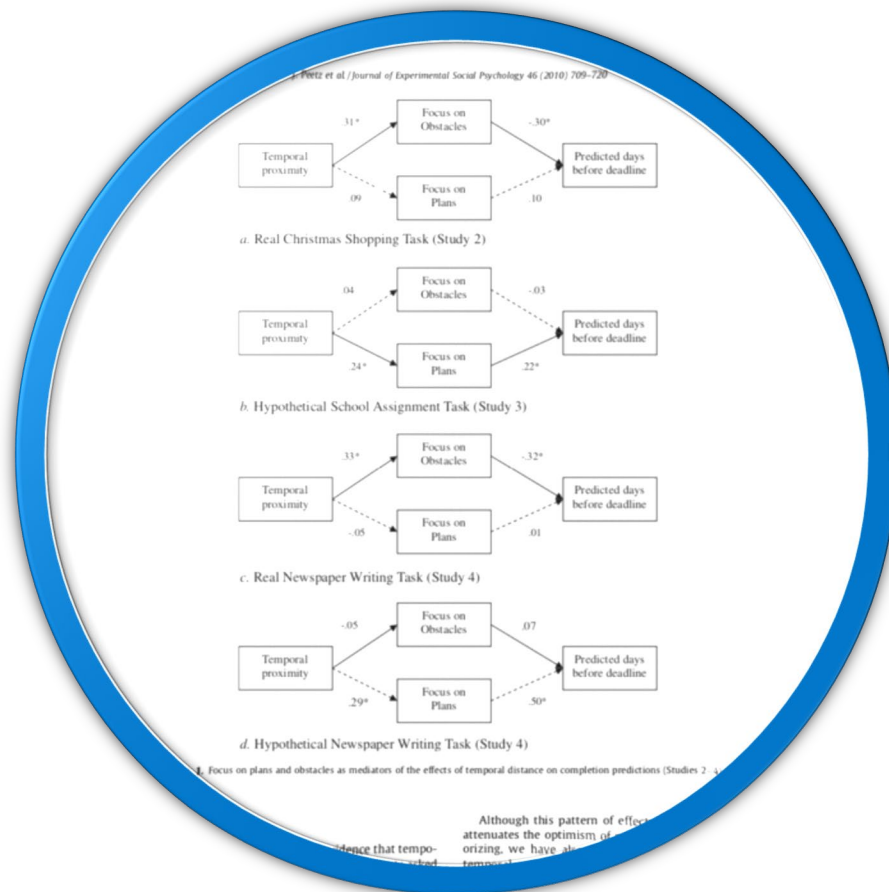 J. Peetz et al. / Journal of Experimental Social Psychology 46 (2010) 709–720
Focus on
Obstacles
.31*
-.30*
Temporal
proximity
Predicted days
before deadline
Focus on
Plans
.09
.10
a. Real Christmas Shopping Task (Study 2)
Focus on
Obstacles
.04
-.03
Temporal
proximity
Predicted days
before deadline
Focus on
Plans
.24*
.22*
b. Hypothetical School Assignment Task (Study 3)
Focus on
Obstacles
.33*
-.32*
Temporal
proximity
Predicted days
before deadline
Focus on
Plans
-.05
.01
c. Real Newspaper Writing Task (Study 4)
Focus on
Obstacles
-.05
.07
Temporal
proximity
Predicted days
before deadline
Focus on
Plans
.29*
.50*
d. Hypothetical Newspaper Writing Task (Study 4)
1. Focus on plans and obstacles as mediators of the effects of temporal distance on completion predictions (Studies 2
that tempo-
Although this pattern of
attenuates the optimism of
orizing, we have